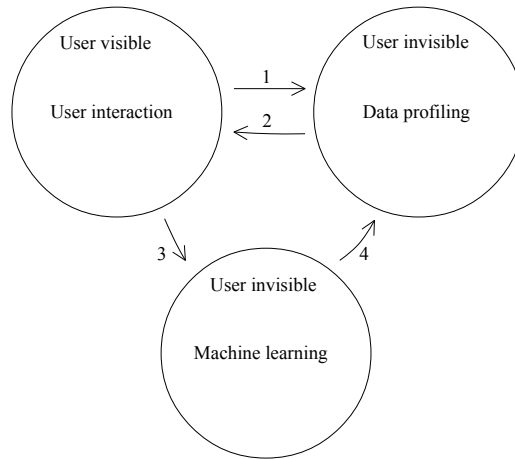 User visible
User interaction
User invisible
Data profiling
1
2
3
4
User invisible
Machine learning